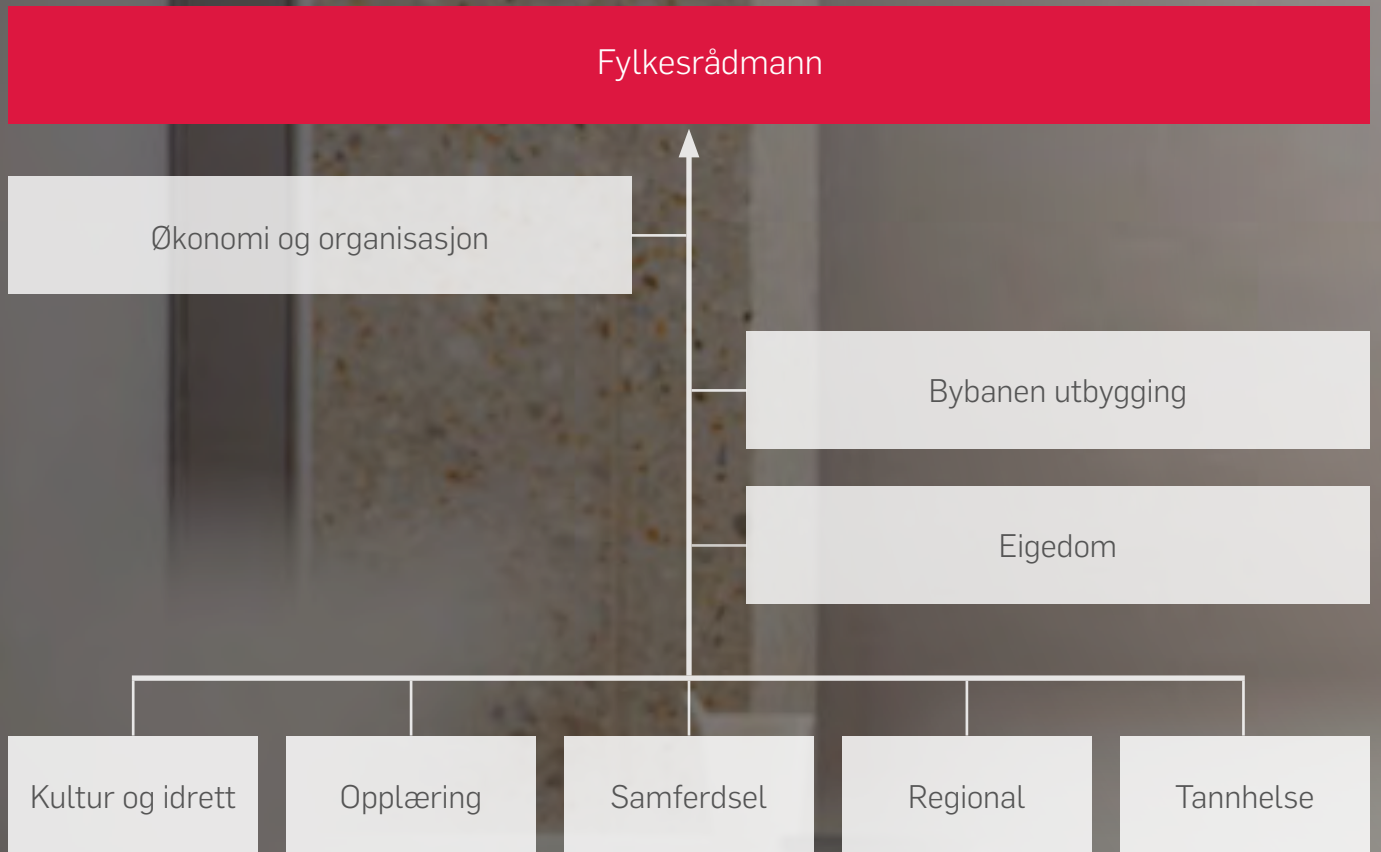 Fylkesrådmann
Økonomi og organisasjon
Bybanen utbygging
Eigedom
Kultur og idrett
Opplæring
Samferdsel
Regional
Tannhelse